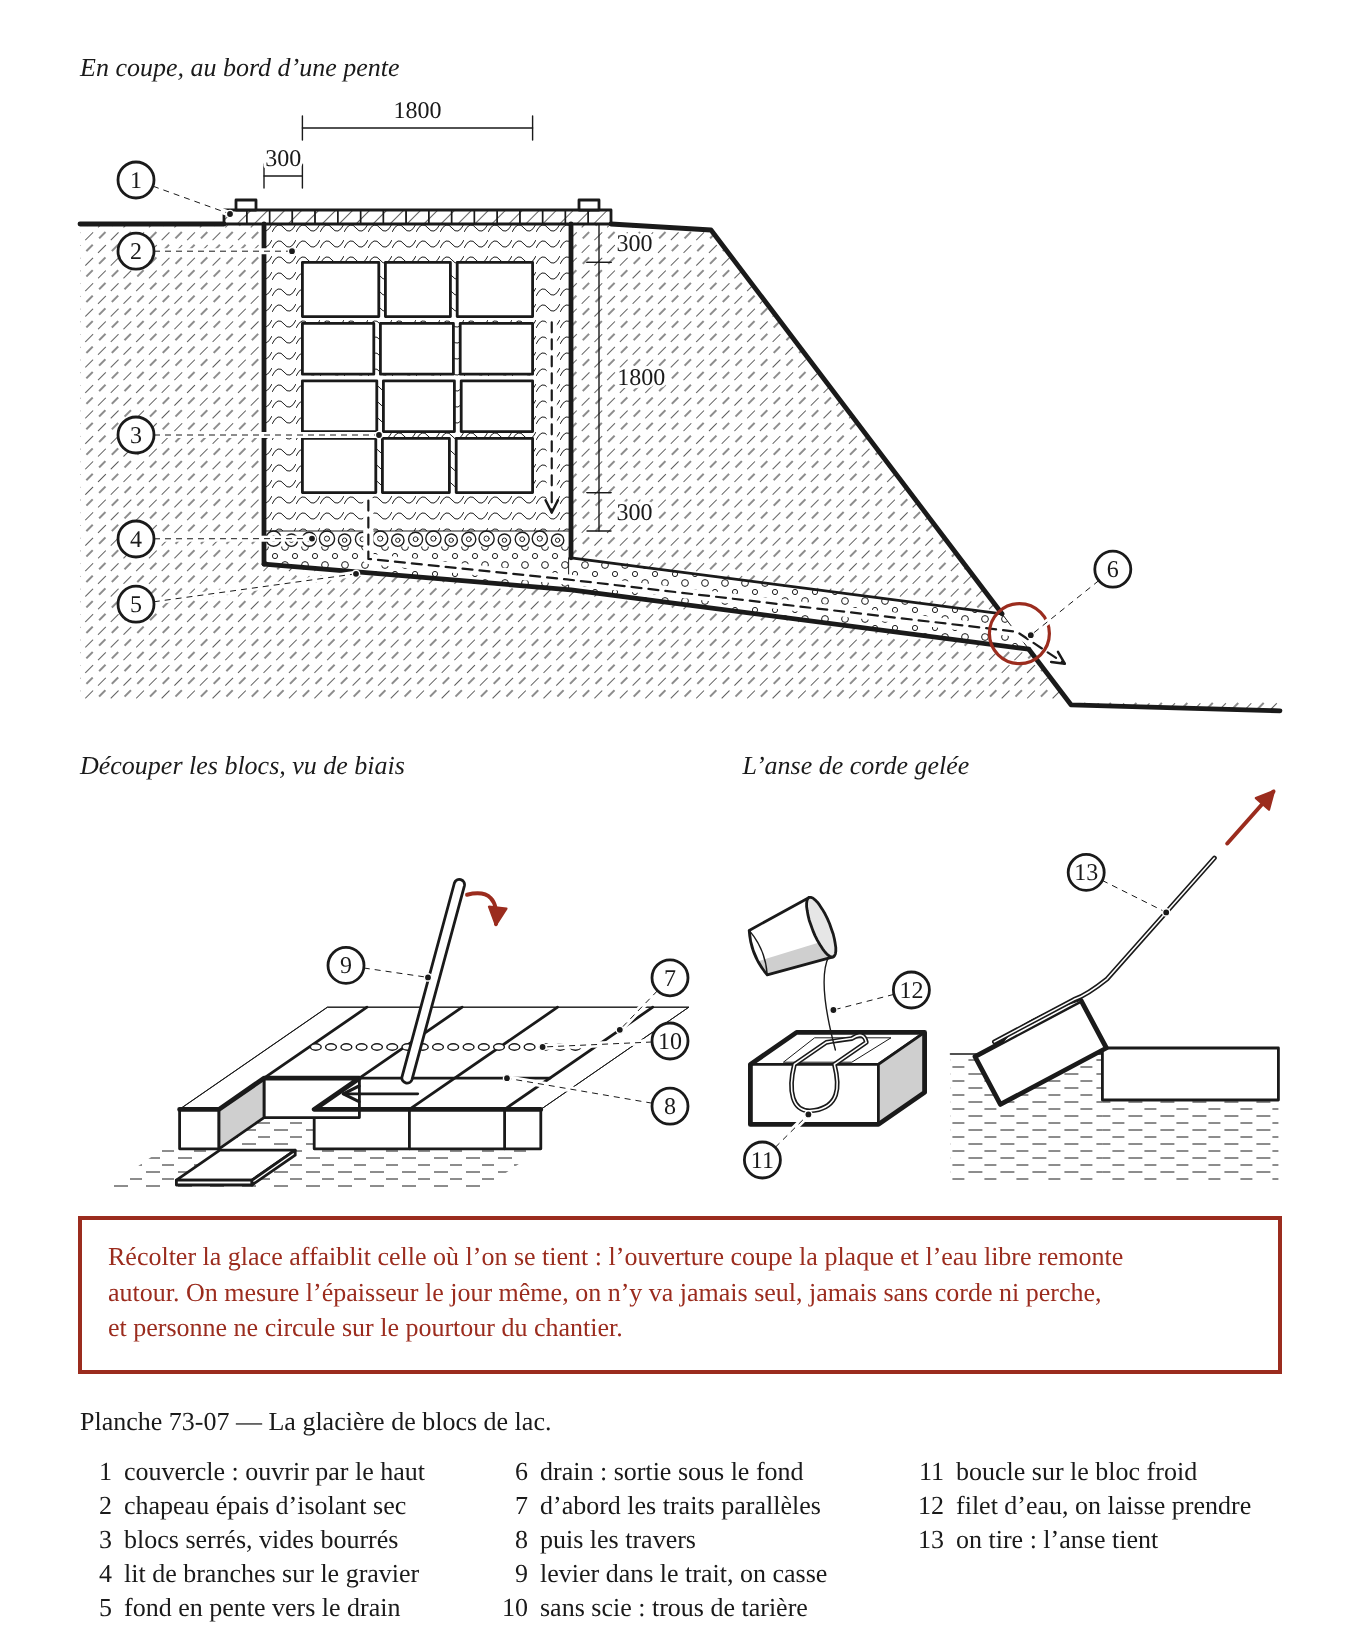 En coupe, au bord d’une pente
1800
300
1
2
300
1800
3
300
4
5
6
Découper les blocs, vu de biais
L’anse de corde gelée
13
9
7
12
10
8
11
Récolter la glace affaiblit celle où l’on se tient : l’ouverture coupe la plaque et l’eau libre remonte
autour. On mesure l’épaisseur le jour même, on n’y va jamais seul, jamais sans corde ni perche,
et personne ne circule sur le pourtour du chantier.
Planche 73-07 — La glacière de blocs de lac.
1 couvercle : ouvrir par le haut
2 chapeau épais d’isolant sec
3 blocs serrés, vides bourrés
4 lit de branches sur le gravier
5 fond en pente vers le drain
6 drain : sortie sous le fond
7 d’abord les traits parallèles
8 puis les travers
9 levier dans le trait, on casse
10 sans scie : trous de tarière
11 boucle sur le bloc froid
12 filet d’eau, on laisse prendre
13 on tire : l’anse tient